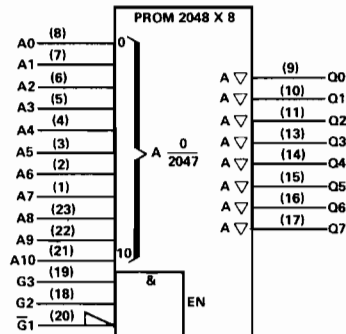 PROM 2048 X 8
A0 (8) 0 A ▽ (9) Q0
A1 (7) A ▽ (10) Q1
A2 (6) A ▽ (11) Q2
A3 (5) A ▽ (13) Q3
A4 (4) A ▽ (14) Q4
A5 (3) A 0/2047 A ▽ (15) Q5
A6 (2) A ▽ (16) Q6
A7 (1) A ▽ (17) Q7
A8 (23)
A9 (22)
A10 (21) 10
G3 (19) &
G2 (18) EN
G̅1 (20)